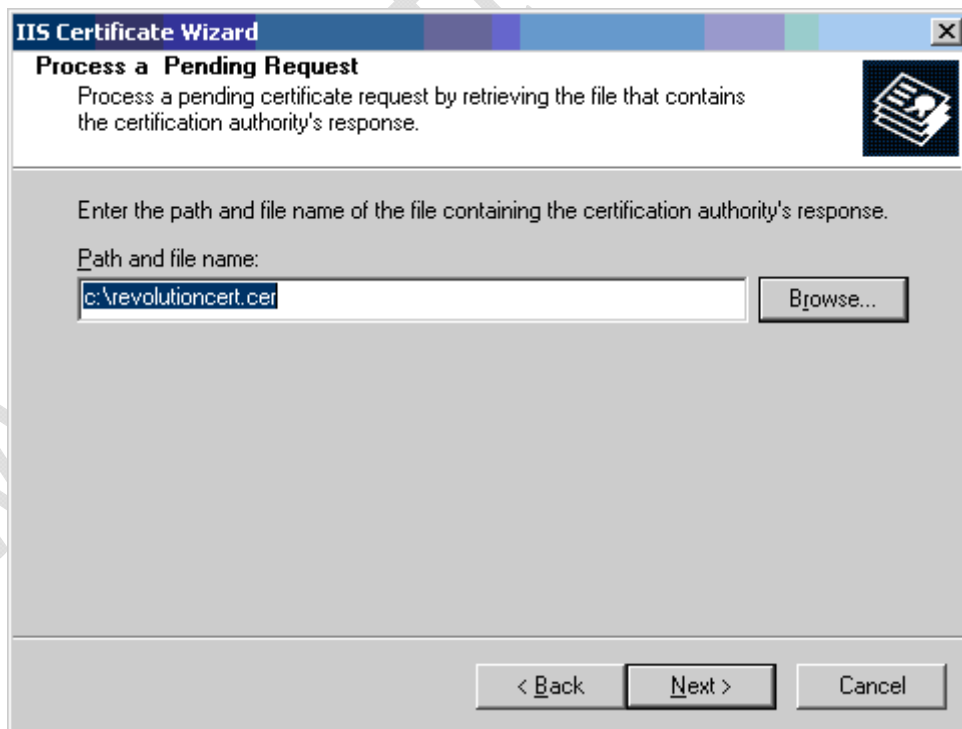 IIS Certificate Wizard
Process a Pending Request
Process a pending certificate request by retrieving the file that contains
the certification authority's response.
Enter the path and file name of the file containing the certification authority's response.
Path and file name:
c:\revolutioncert.cer
Browse...
< Back
Next >
Cancel